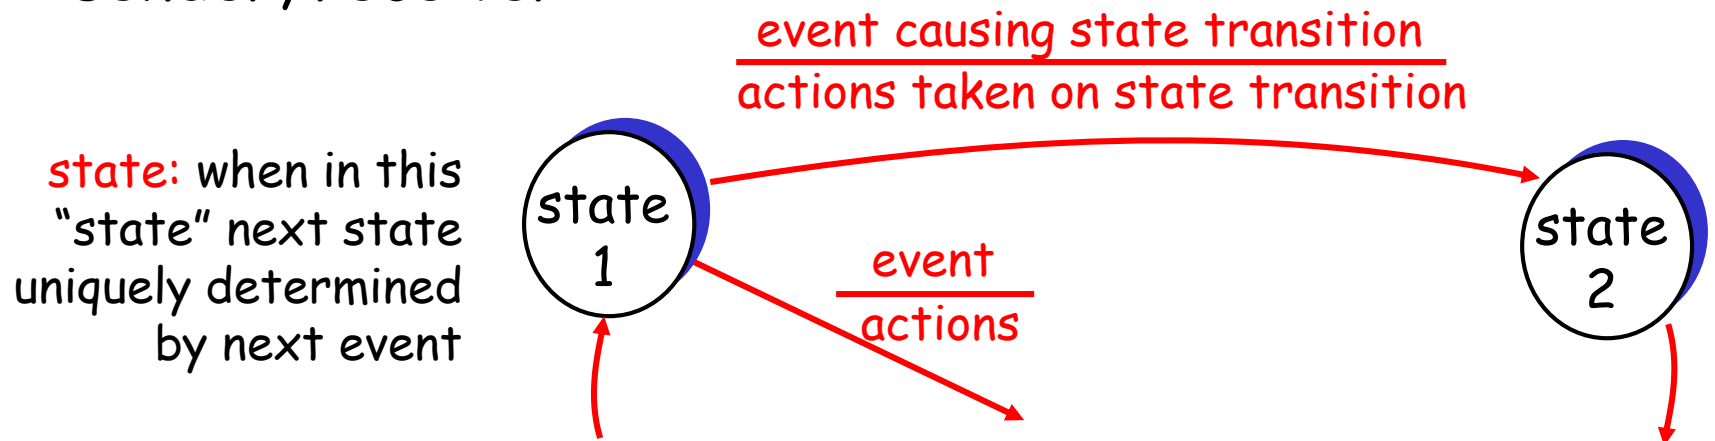 event causing state transition
actions taken on state transition
state: when in this
“state” next state
uniquely determined
by next event
state
1
event
actions
state
2